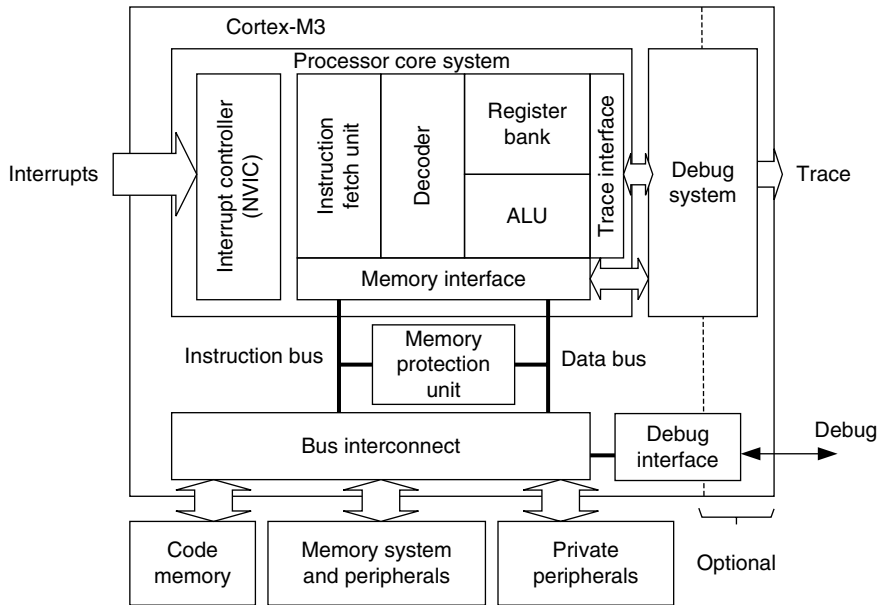 Cortex-M3
Processor core system
Interrupts
Interrupt controller
(NVIC)
Instruction
fetch unit
Decoder
Register
bank
ALU
Trace interface
Memory interface
Debug
system
Trace
Instruction bus
Memory
protection
unit
Data bus
Bus interconnect
Debug
interface
Debug
Code
memory
Memory system
and peripherals
Private
peripherals
Optional